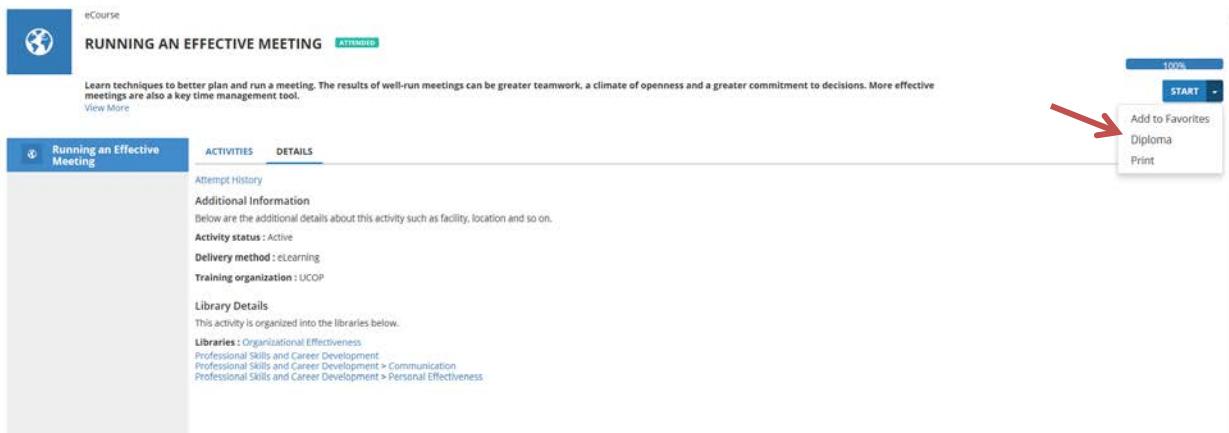 eCourse
RUNNING AN EFFECTIVE MEETING ATTENDED
100%
Learn techniques to better plan and run a meeting. The results of well-run meetings can be greater teamwork, a climate of openness and a greater commitment to decisions. More effective
meetings are also a key time management tool.
View More
START
Add to Favorites
Diploma
Print
Running an Effective
Meeting
ACTIVITIES DETAILS
Attempt History
Additional Information
Below are the additional details about this activity such as facility, location and so on.
Activity status : Active
Delivery method : eLearning
Training organization : UCOP
Library Details
This activity is organized into the libraries below.
Libraries : Organizational Effectiveness
Professional Skills and Career Development
Professional Skills and Career Development > Communication
Professional Skills and Career Development > Personal Effectiveness